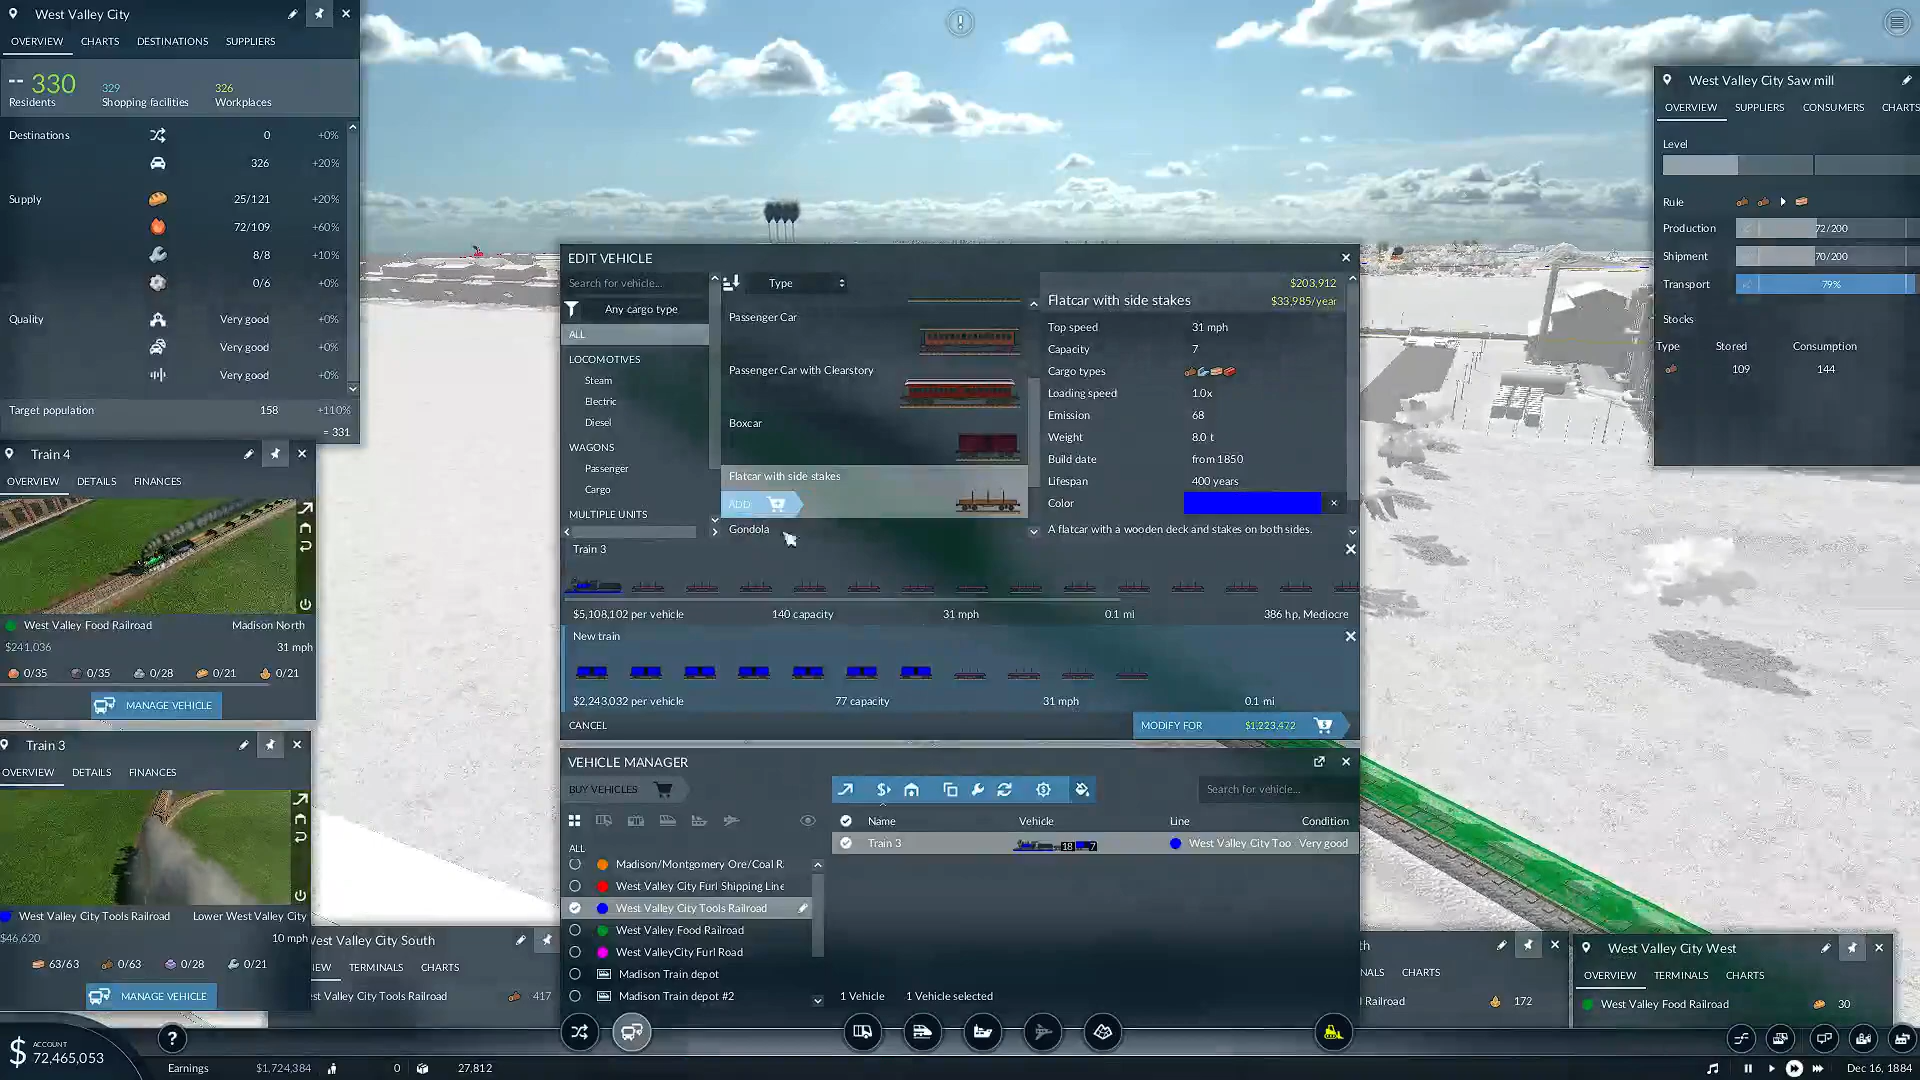 West Valley City
OVERVIEW CHARTS DESTINATIONS SUPPLIERS
-- 330 329 326
Residents Shopping facilities Workplaces
Destinations 0 +0%
326 +20%
Supply 25/121 +20%
72/109 +60%
8/8 +10%
0/6 +0%
Quality Very good +0%
Very good +0%
Very good +0%
Target population 158 +110%
= 331
Train 4
OVERVIEW DETAILS FINANCES
West Valley Food Railroad Madison North
$241,036 31 mph
0/35 0/35 0/28 0/21 0/21
MANAGE VEHICLE
Train 3
OVERVIEW DETAILS FINANCES
West Valley City Tools Railroad Lower West Valley City
$46,620 10 mph
63/63 0/63 0/28 0/21
MANAGE VEHICLE
West Valley City South
TERMINALS CHARTS
417
EDIT VEHICLE
Search for vehicle...
Any cargo type
ALL
LOCOMOTIVES
Steam
Electric
Diesel
WAGONS
Passenger
Cargo
MULTIPLE UNITS
Type
Passenger Car
Passenger Car with Clearstory
Boxcar
Flatcar with side stakes
ADD
Gondola
$203,912
Flatcar with side stakes $33,985/year
Top speed 31 mph
Capacity 7
Cargo types
Loading speed 1.0x
Emission 68
Weight 8.0 t
Build date from 1850
Lifespan 400 years
Color
A flatcar with a wooden deck and stakes on both sides.
Train 3
$5,108,102 per vehicle 140 capacity 31 mph 0.1 mi 386 hp, Mediocre
New train
$2,243,032 per vehicle 77 capacity 31 mph 0.1 mi
CANCEL MODIFY FOR $1,223,472
VEHICLE MANAGER
BUY VEHICLES Search for vehicle...
ALL
Madison/Montgomery Ore/Coal R
West Valley City Furl Shipping Line
West Valley City Tools Railroad
West Valley Food Railroad
West ValleyCity Furl Road
Madison Train depot
Madison Train depot #2
Name Vehicle Line Condition
Train 3 18 7 West Valley City Too Very good
1 Vehicle 1 Vehicle selected
West Valley City Saw mill
OVERVIEW SUPPLIERS CONSUMERS CHARTS
Level
Rule
Production 72/200
Shipment 70/200
Transport 79%
Stocks
Type Stored Consumption
109 144
CHARTS
Railroad 172
West Valley City West
OVERVIEW TERMINALS CHARTS
West Valley Food Railroad 30
$ ACCOUNT
72,465,053
?
Earnings $1,724,384 0 27,812
Dec 16, 1884